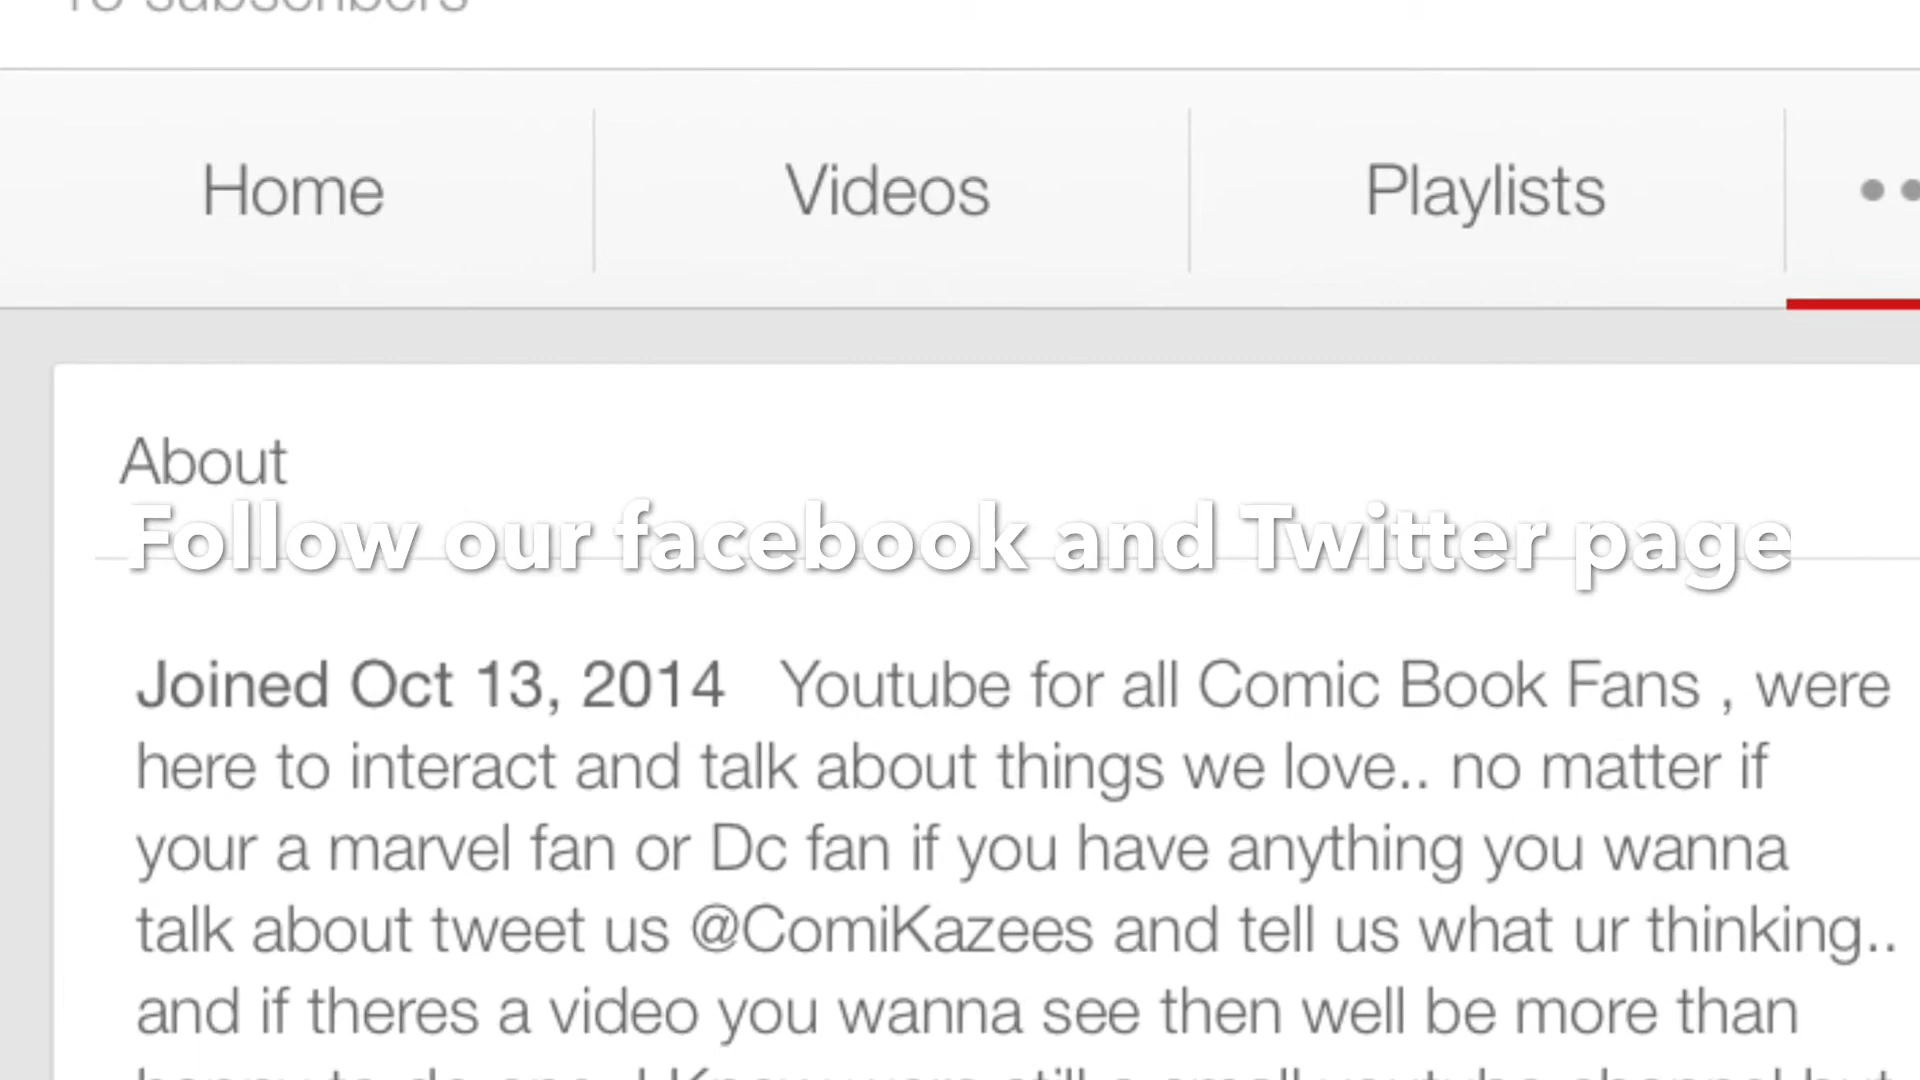 subscribers
Home Videos Playlists
About
Follow our facebook and Twitter page
Joined Oct 13, 2014 Youtube for all Comic Book Fans , were
here to interact and talk about things we love.. no matter if
your a marvel fan or Dc fan if you have anything you wanna
talk about tweet us @ComiKazees and tell us what ur thinking..
and if theres a video you wanna see then well be more than